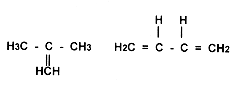 H H
H3C - C - CH3 H2C = C - C = CH2
HCH